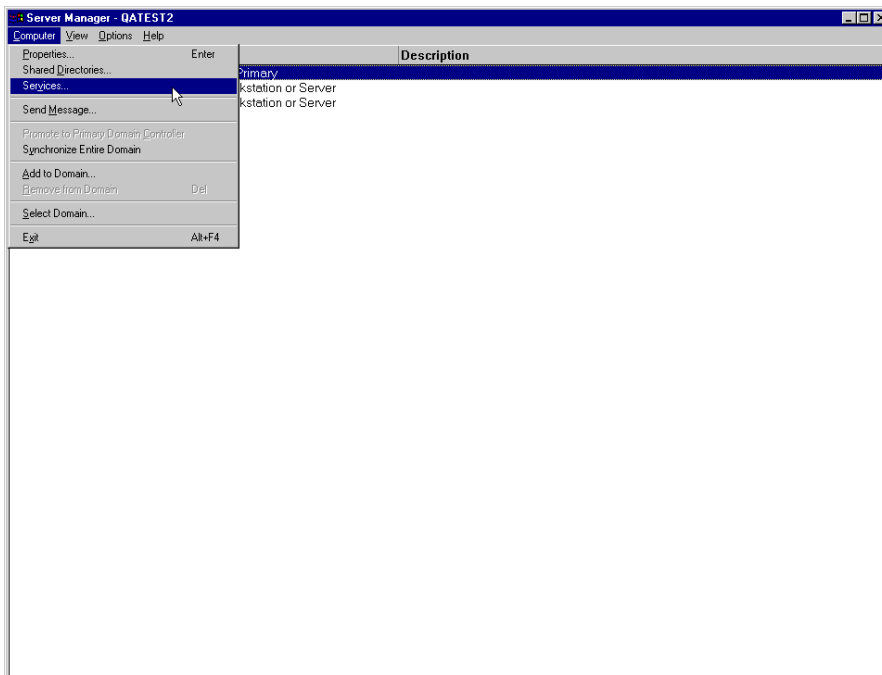 Server Manager - QATEST2
Computer View Options Help
Properties... Enter
Shared Directories...
Services...
Send Message...
Promote to Primary Domain Controller
Synchronize Entire Domain
Add to Domain...
Remove from Domain Del
Select Domain...
Exit Alt+F4
Description
Primary
kstation or Server
kstation or Server